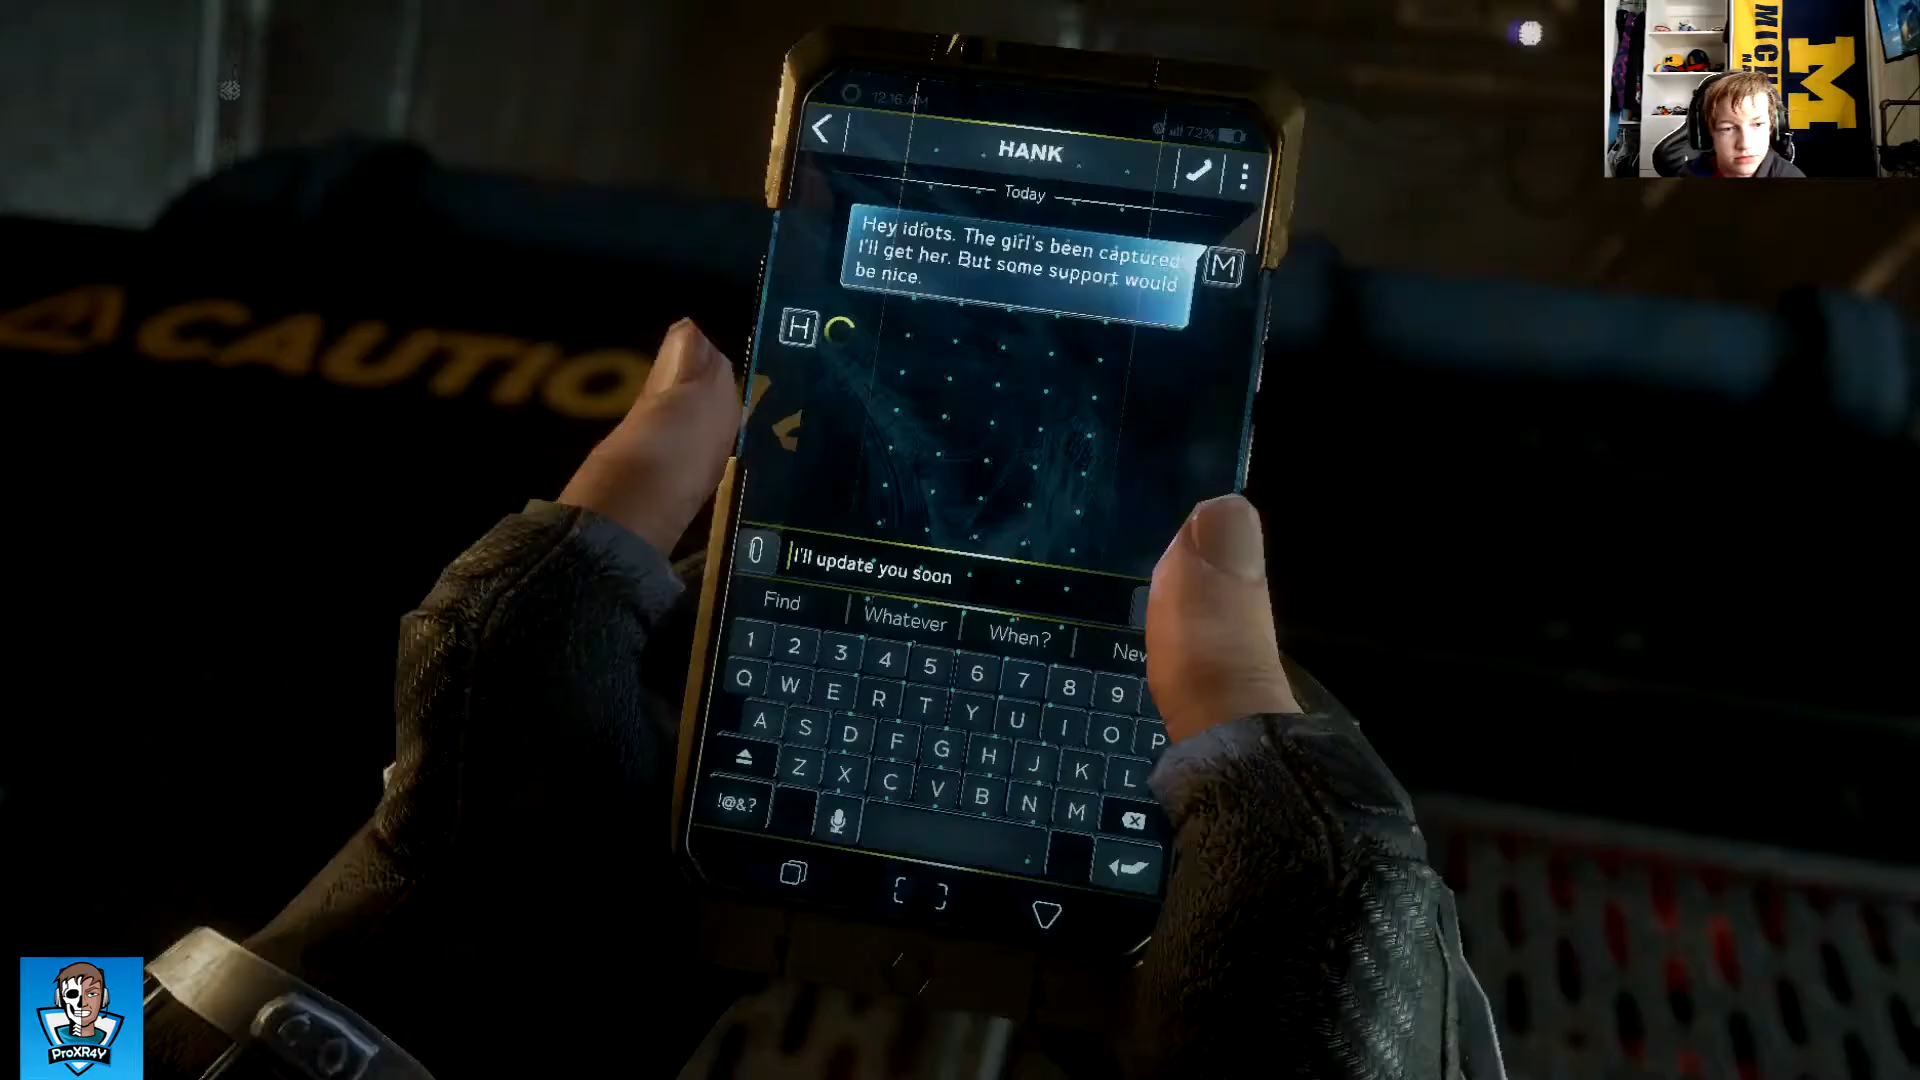 12:16 AM
72%
HANK
Today
Hey idiots. The girl's been captured
I'll get her. But some support would
be nice.
M
H
I'll update you soon
Find Whatever When? New
1 2 3 4 5 6 7 8 9
Q W E R T Y U I O P
A S D F G H J K L
Z X C V B N M
!@&?
CAUTIO
MICH
M
ProXR4Y